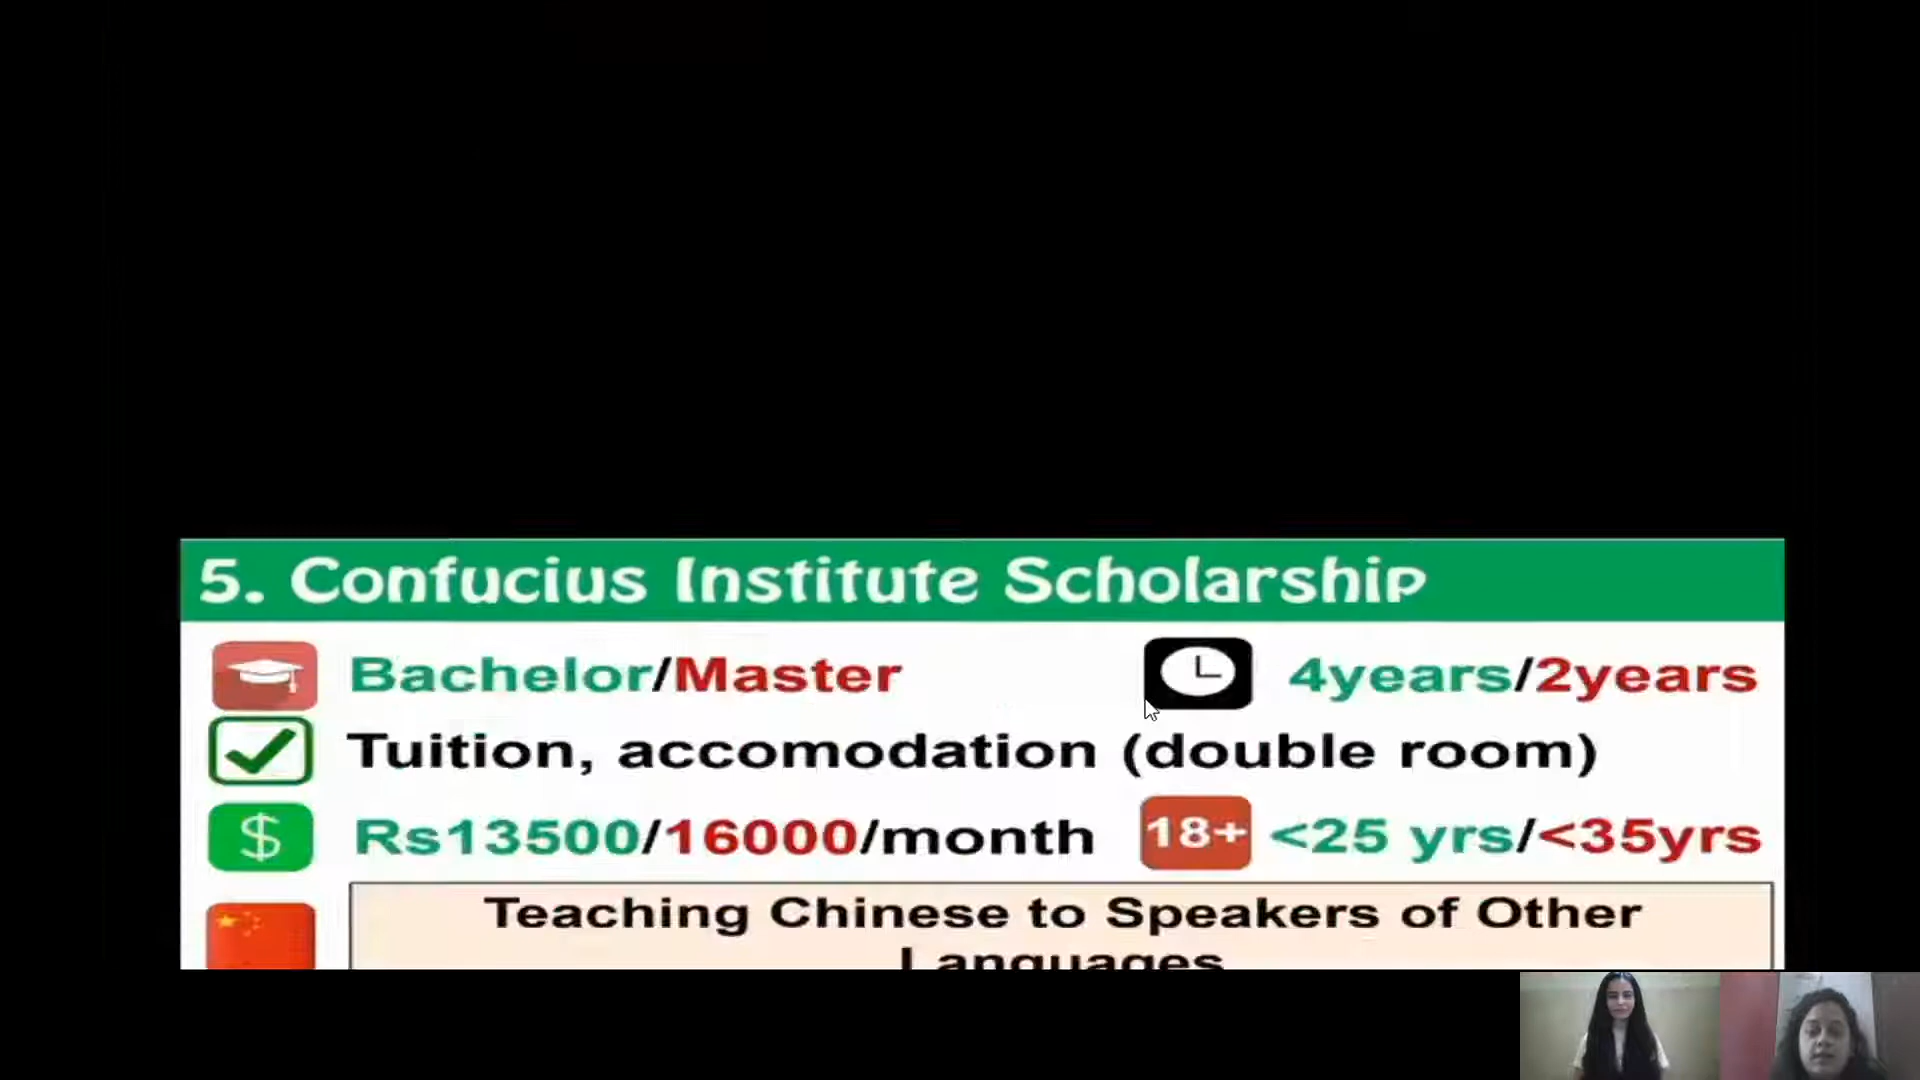 5. Confucius Institute Scholarship
Bachelor/Master
4years/2years
Tuition, accomodation (double room)
$ Rs13500/16000/month
18+ <25 yrs/<35yrs
Teaching Chinese to Speakers of Other
Languages